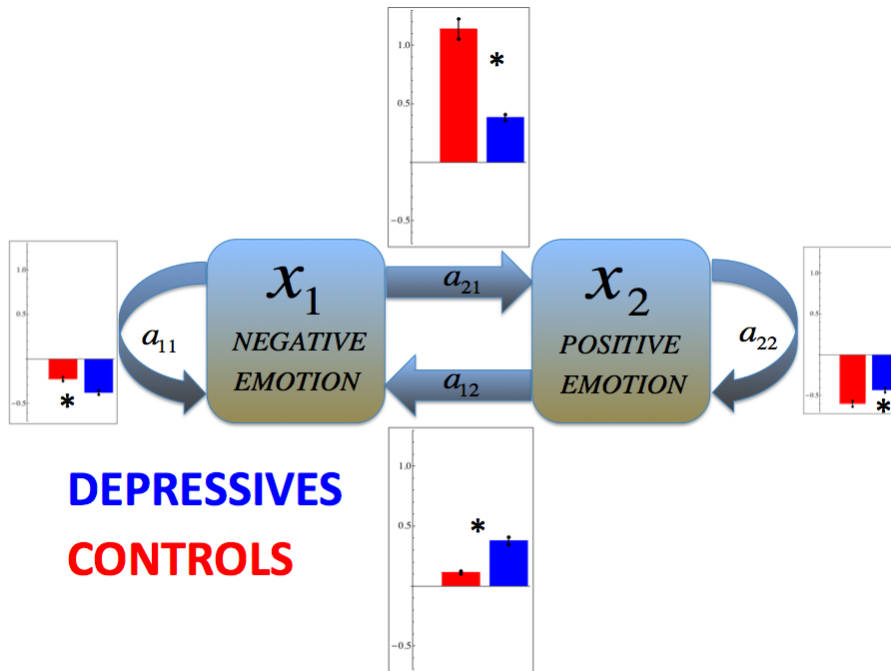 1.0
0.5
−0.5
*
1.0
0.5
−0.5
*
a11
x1
NEGATIVE
EMOTION
a21
a12
x2
POSITIVE
EMOTION
a22
1.0
0.5
−0.5
*
1.0
0.5
−0.5
*
DEPRESSIVES
CONTROLS